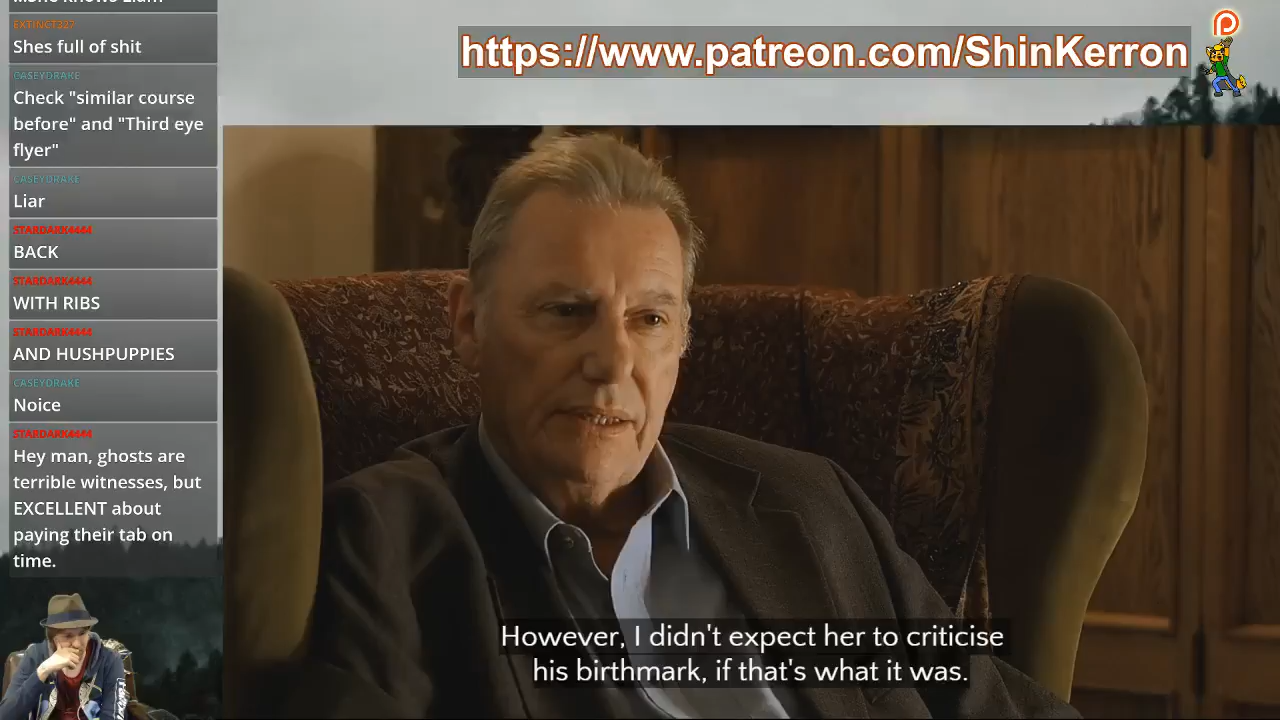 EXTINCT327
Shes full of shit
CASEYDRAKE
Check "similar course
before" and "Third eye
flyer"
CASEYDRAKE
Liar
STARDARK4444
BACK
STARDARK4444
WITH RIBS
STARDARK4444
AND HUSHPUPPIES
CASEYDRAKE
Noice
STARDARK4444
Hey man, ghosts are
terrible witnesses, but
EXCELLENT about
paying their tab on
time.
https://www.patreon.com/ShinKerron
However, I didn't expect her to criticise
his birthmark, if that's what it was.